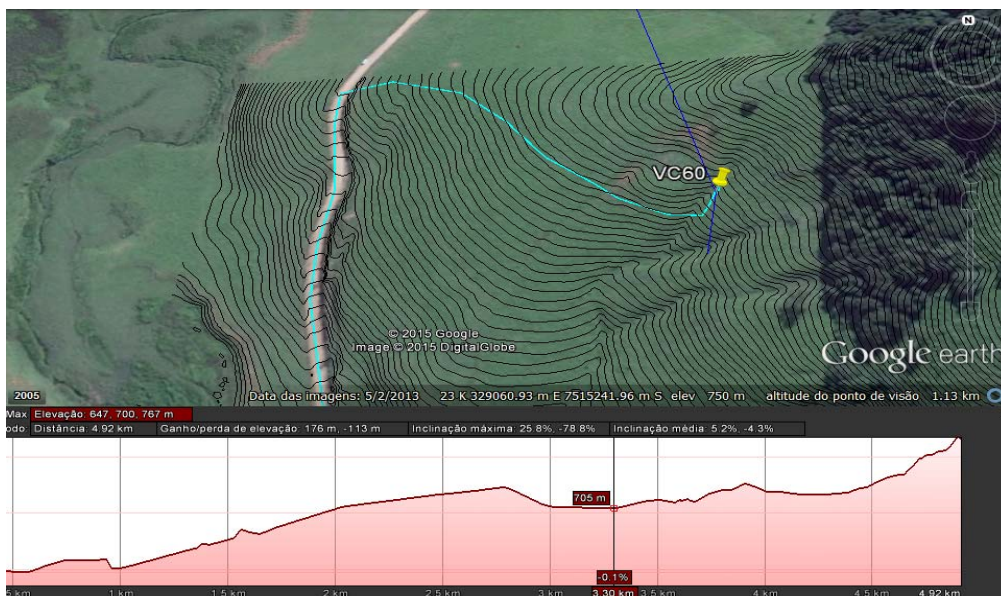 N
VC60
© 2015 Google
Image © 2015 DigitalGlobe
Google earth
2005
Data das imagens: 5/2/2013 23 K 329060.93 m E 7515241.96 m S elev 750 m altitude do ponto de visão 1.13 km
Max Elevação: 647, 700, 767 m
odo: Distância: 4.92 km Ganho/perda de elevação: 176 m, -113 m Inclinação máxima: 25.8%, -78.8% Inclinação média: 5.2%, -4.3%
705 m
-0.1%
5 km 1 km 1.5 km 2 km 2.5 km 3 km 3.30 km 3.5 km 4 km 4.5 km 4.92 km